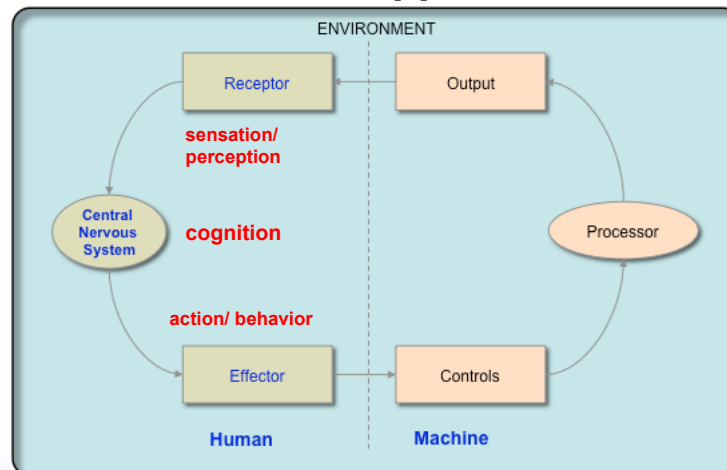 ENVIRONMENT
Receptor
Output
sensation/
perception
Central
Nervous
System
cognition
Processor
action/ behavior
Effector
Controls
Human
Machine